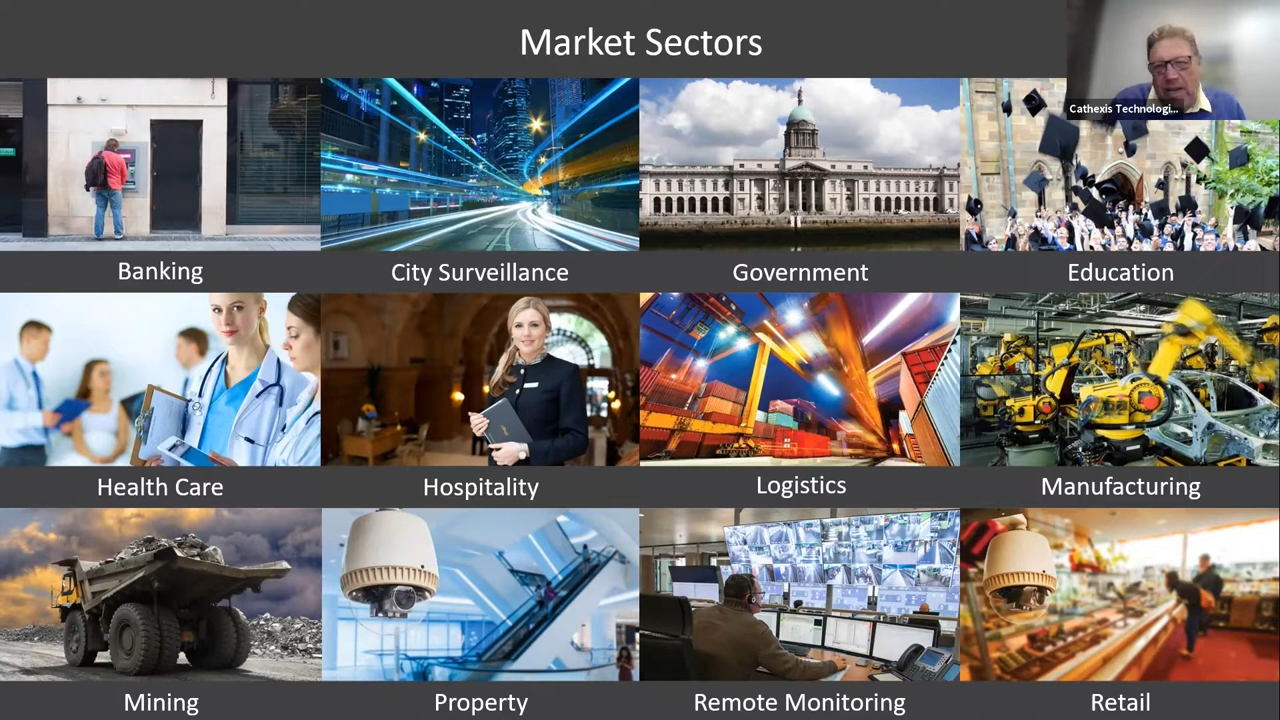 Market Sectors
Cathexis Technologi...
Banking
City Surveillance
Government
Education
Health Care
Hospitality
Logistics
Manufacturing
Mining
Property
Remote Monitoring
Retail